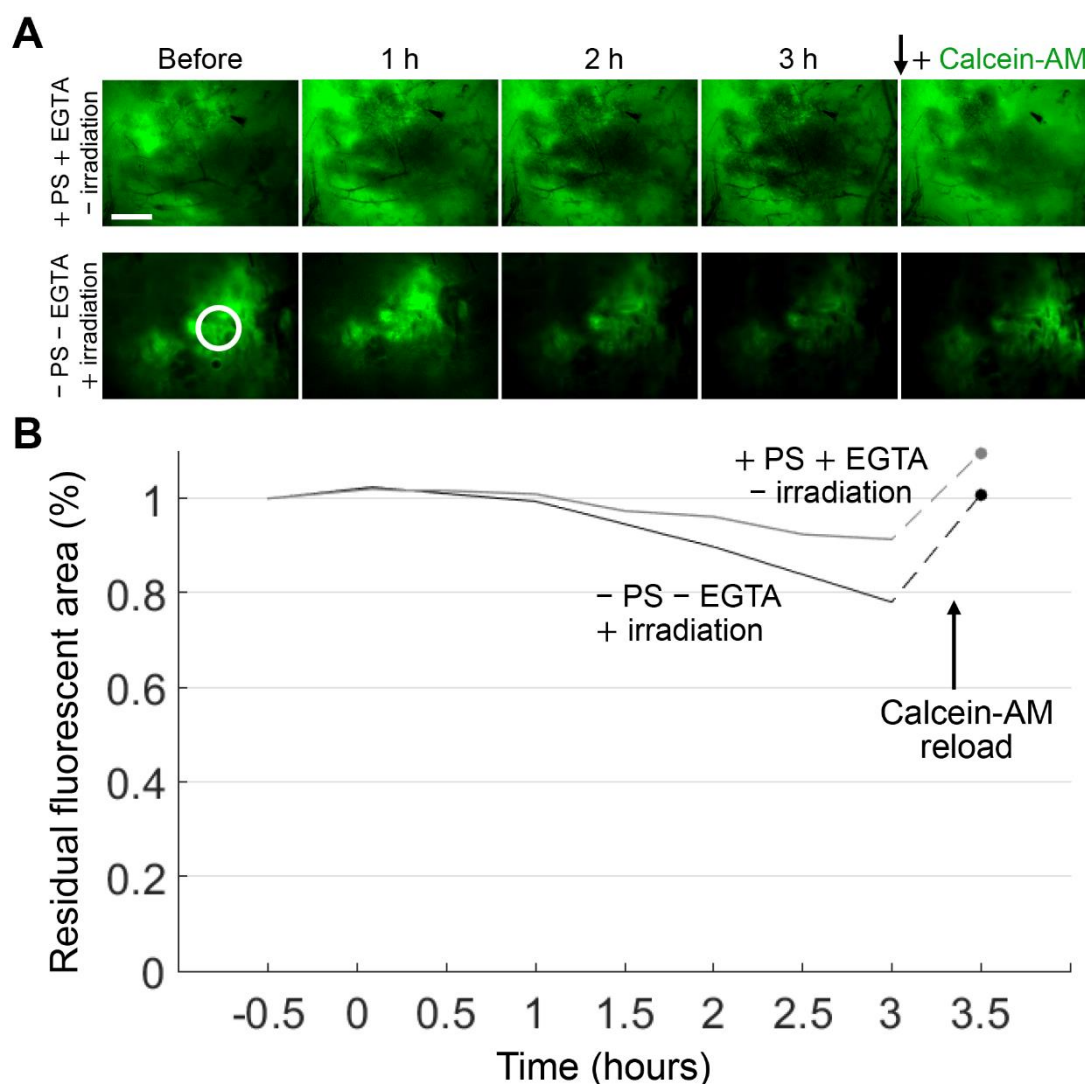 A
Before
1 h
2 h
3 h
+ Calcein-AM
+ PS + EGTA
− irradiation
− PS − EGTA
+ irradiation
B
Residual fluorescent area (%)
1
0.8
0.6
0.4
0.2
0
+ PS + EGTA
− irradiation
− PS − EGTA
+ irradiation
Calcein-AM
reload
-0.5 0 0.5 1 1.5 2 2.5 3 3.5
Time (hours)